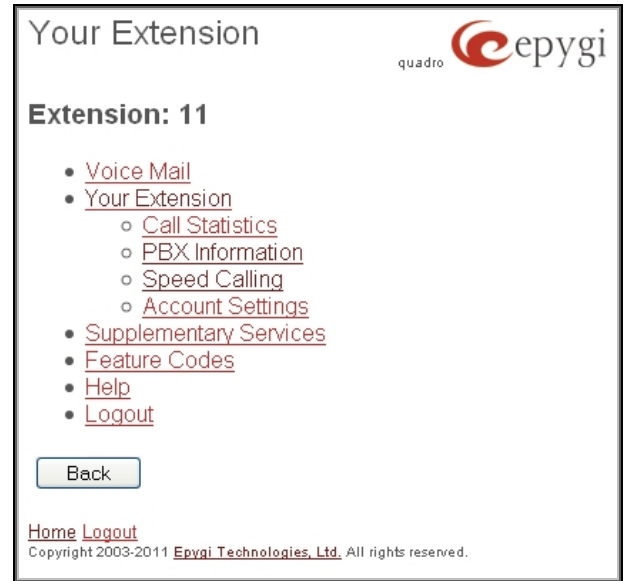 Your Extension
quadro epygi
Extension: 11
Voice Mail
Your Extension
Call Statistics
PBX Information
Speed Calling
Account Settings
Supplementary Services
Feature Codes
Help
Logout
Back
Home Logout
Copyright 2003-2011 Epygi Technologies, Ltd. All rights reserved.